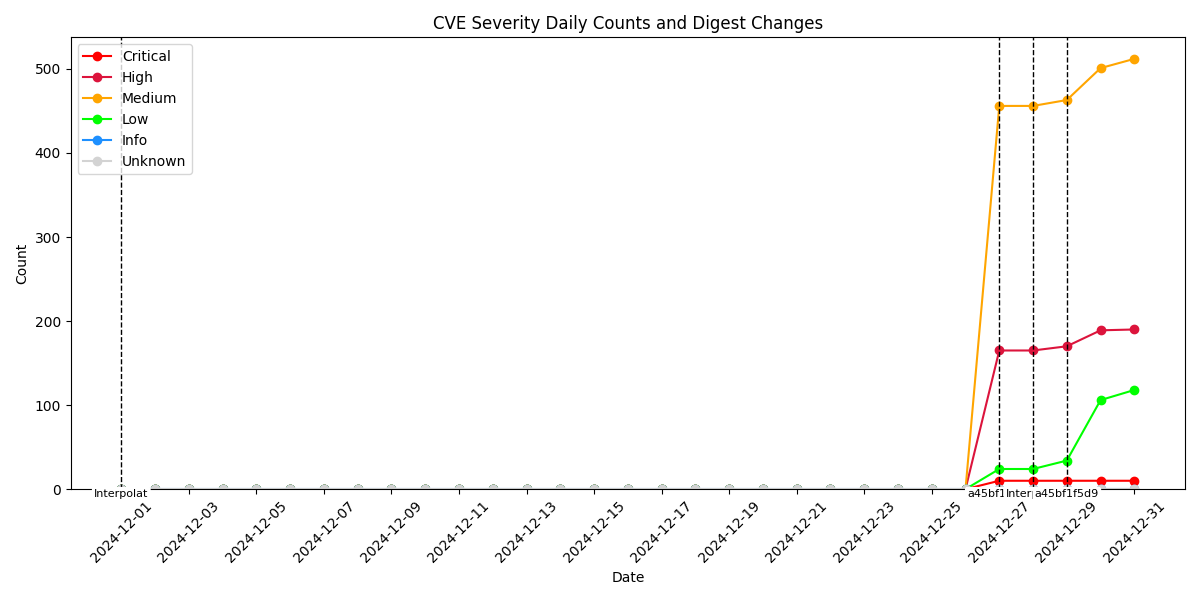 CVE Severity Daily Counts and Digest Changes
Critical
High
Medium
Low
Info
Unknown
Count
500
400
300
200
100
0
Interpolat
a45bf1Inter
a45bf1f5d9
2024-12-01
2024-12-03
2024-12-05
2024-12-07
2024-12-09
2024-12-11
2024-12-13
2024-12-15
2024-12-17
2024-12-19
2024-12-21
2024-12-23
2024-12-25
2024-12-27
2024-12-29
2024-12-31
Date